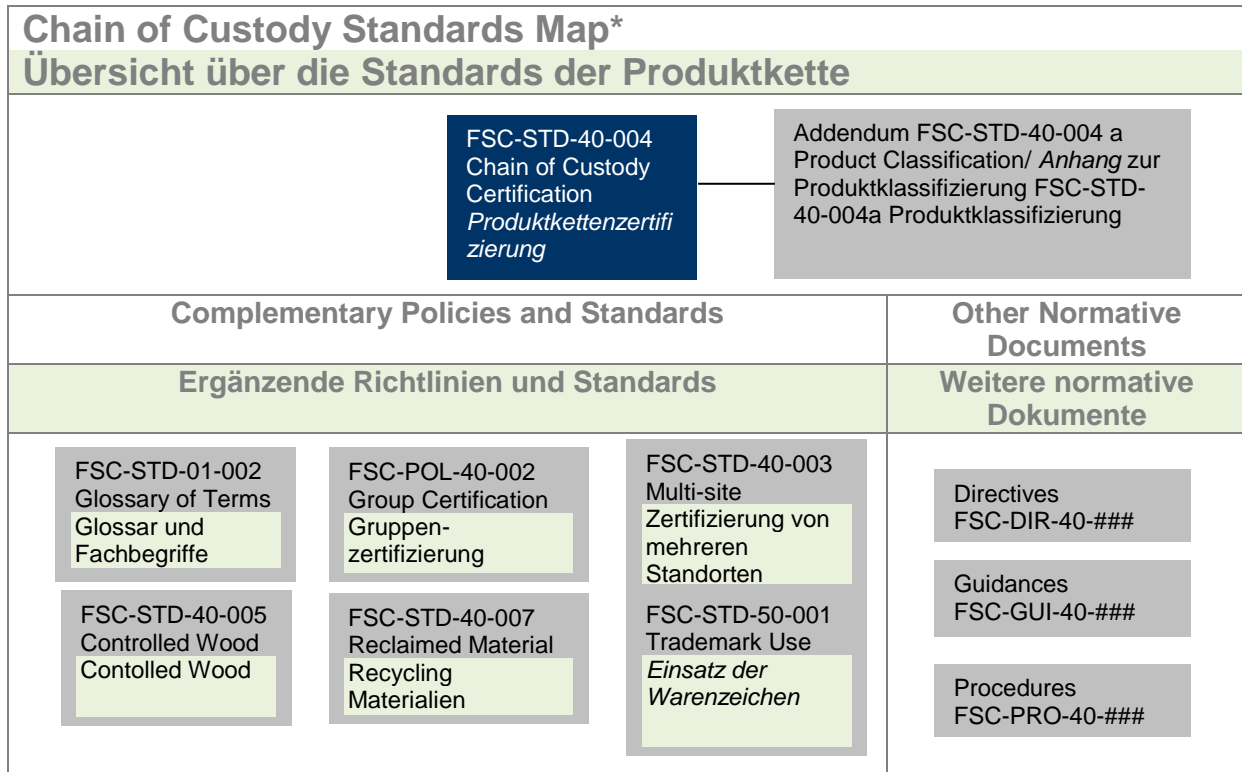 Chain of Custody Standards Map*
Übersicht über die Standards der Produktkette
FSC-STD-40-004
Chain of Custody
Certification
Produktkettenzertifi
zierung
Addendum FSC-STD-40-004 a
Product Classification/ Anhang zur
Produktklassifizierung FSC-STD-
40-004a Produktklassifizierung
Complementary Policies and Standards
Other Normative
Documents
Ergänzende Richtlinien und Standards
Weitere normative
Dokumente
FSC-STD-01-002
Glossary of Terms
Glossar und
Fachbegriffe
FSC-POL-40-002
Group Certification
Gruppen-
zertifizierung
FSC-STD-40-003
Multi-site
Zertifizierung von
mehreren
Standorten
FSC-STD-40-005
Controlled Wood
Contolled Wood
FSC-STD-40-007
Reclaimed Material
Recycling
Materialien
FSC-STD-50-001
Trademark Use
Einsatz der
Warenzeichen
Directives
FSC-DIR-40-###
Guidances
FSC-GUI-40-###
Procedures
FSC-PRO-40-###